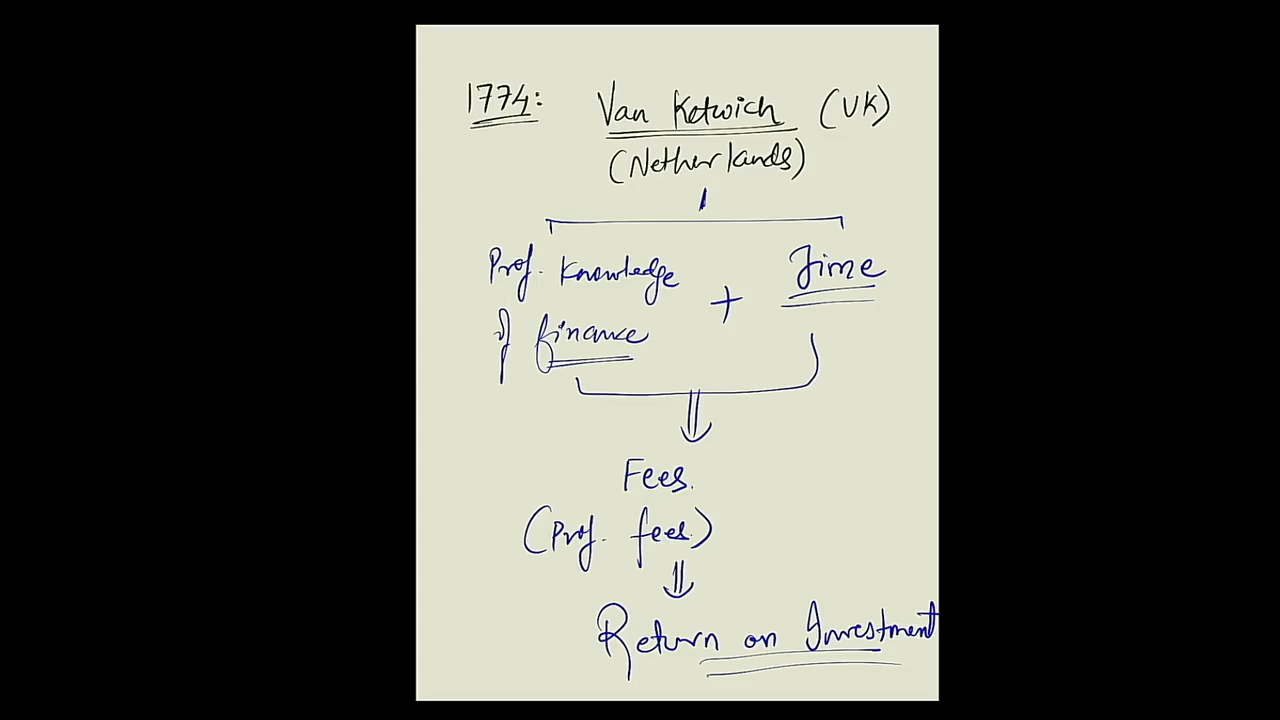 1774: Van Ketwich (UK)
(Netherlands)
Prof. Knowledge + Time
of finance
Fees.
(Prof. fees.)
Return on Investment